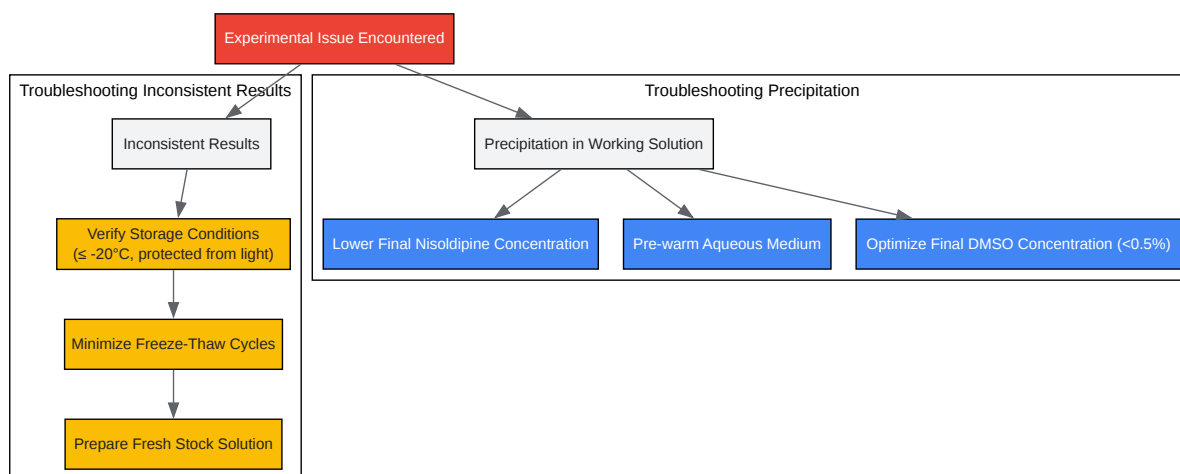 Experimental Issue Encountered
Troubleshooting Inconsistent Results
Troubleshooting Precipitation
Inconsistent Results
Precipitation in Working Solution
Verify Storage Conditions
(≤ -20°C, protected from light)
Lower Final Nisoldipine Concentration
Pre-warm Aqueous Medium
Optimize Final DMSO Concentration (<0.5%)
Minimize Freeze-Thaw Cycles
Prepare Fresh Stock Solution